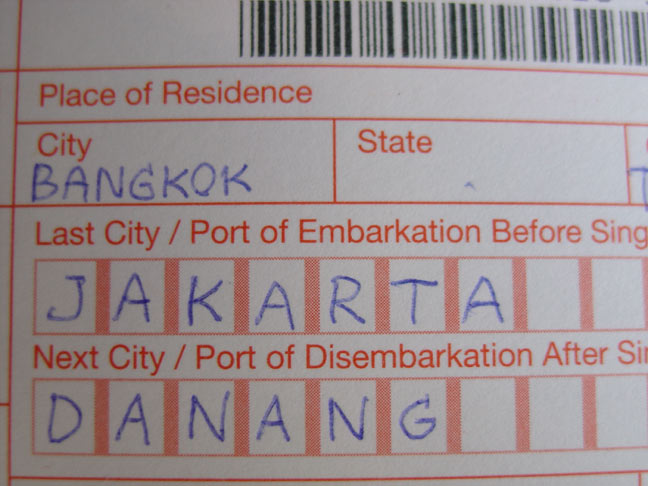 Place of Residence
City State
BANGKOK
Last City / Port of Embarkation Before Sing
JAKARTA
Next City / Port of Disembarkation After Sin
DANANG